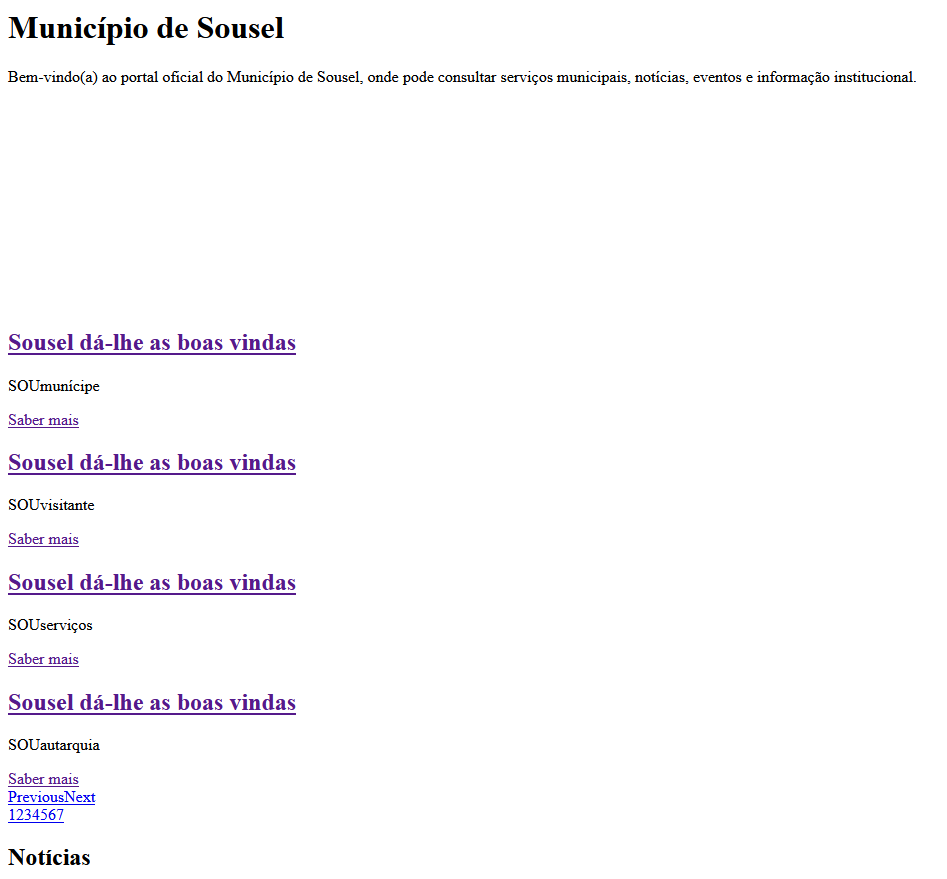 Município de Sousel
Bem-vindo(a) ao portal oficial do Município de Sousel, onde pode consultar serviços municipais, notícias, eventos e informação institucional.
Sousel dá-lhe as boas vindas
SOUmunícipe
Saber mais
Sousel dá-lhe as boas vindas
SOUvisitante
Saber mais
Sousel dá-lhe as boas vindas
SOUserviços
Saber mais
Sousel dá-lhe as boas vindas
SOUautarquia
Saber mais
PreviousNext
1234567
Notícias